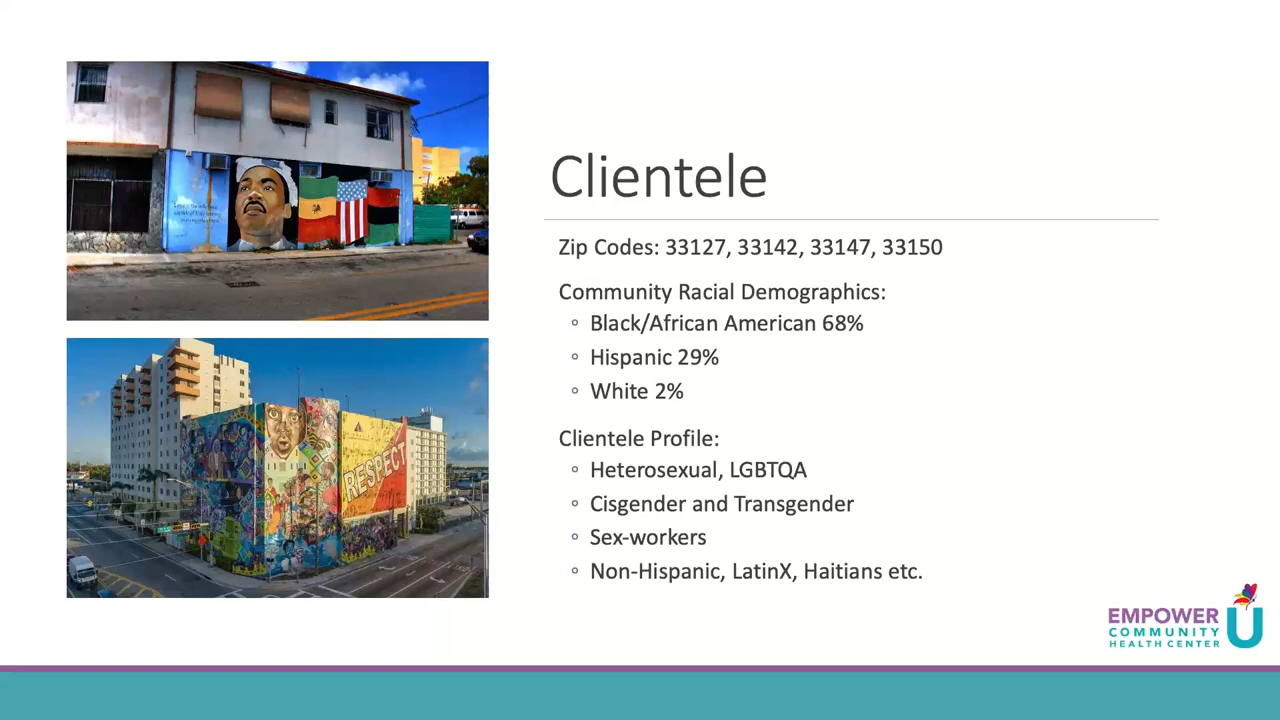 Clientele
Zip Codes: 33127, 33142, 33147, 33150
Community Racial Demographics:
Black/African American 68%
Hispanic 29%
White 2%
Clientele Profile:
Heterosexual, LGBTQA
Cisgender and Transgender
Sex-workers
Non-Hispanic, LatinX, Haitians etc.
RESPECT
EMPOWER U
COMMUNITY
HEALTH CENTER